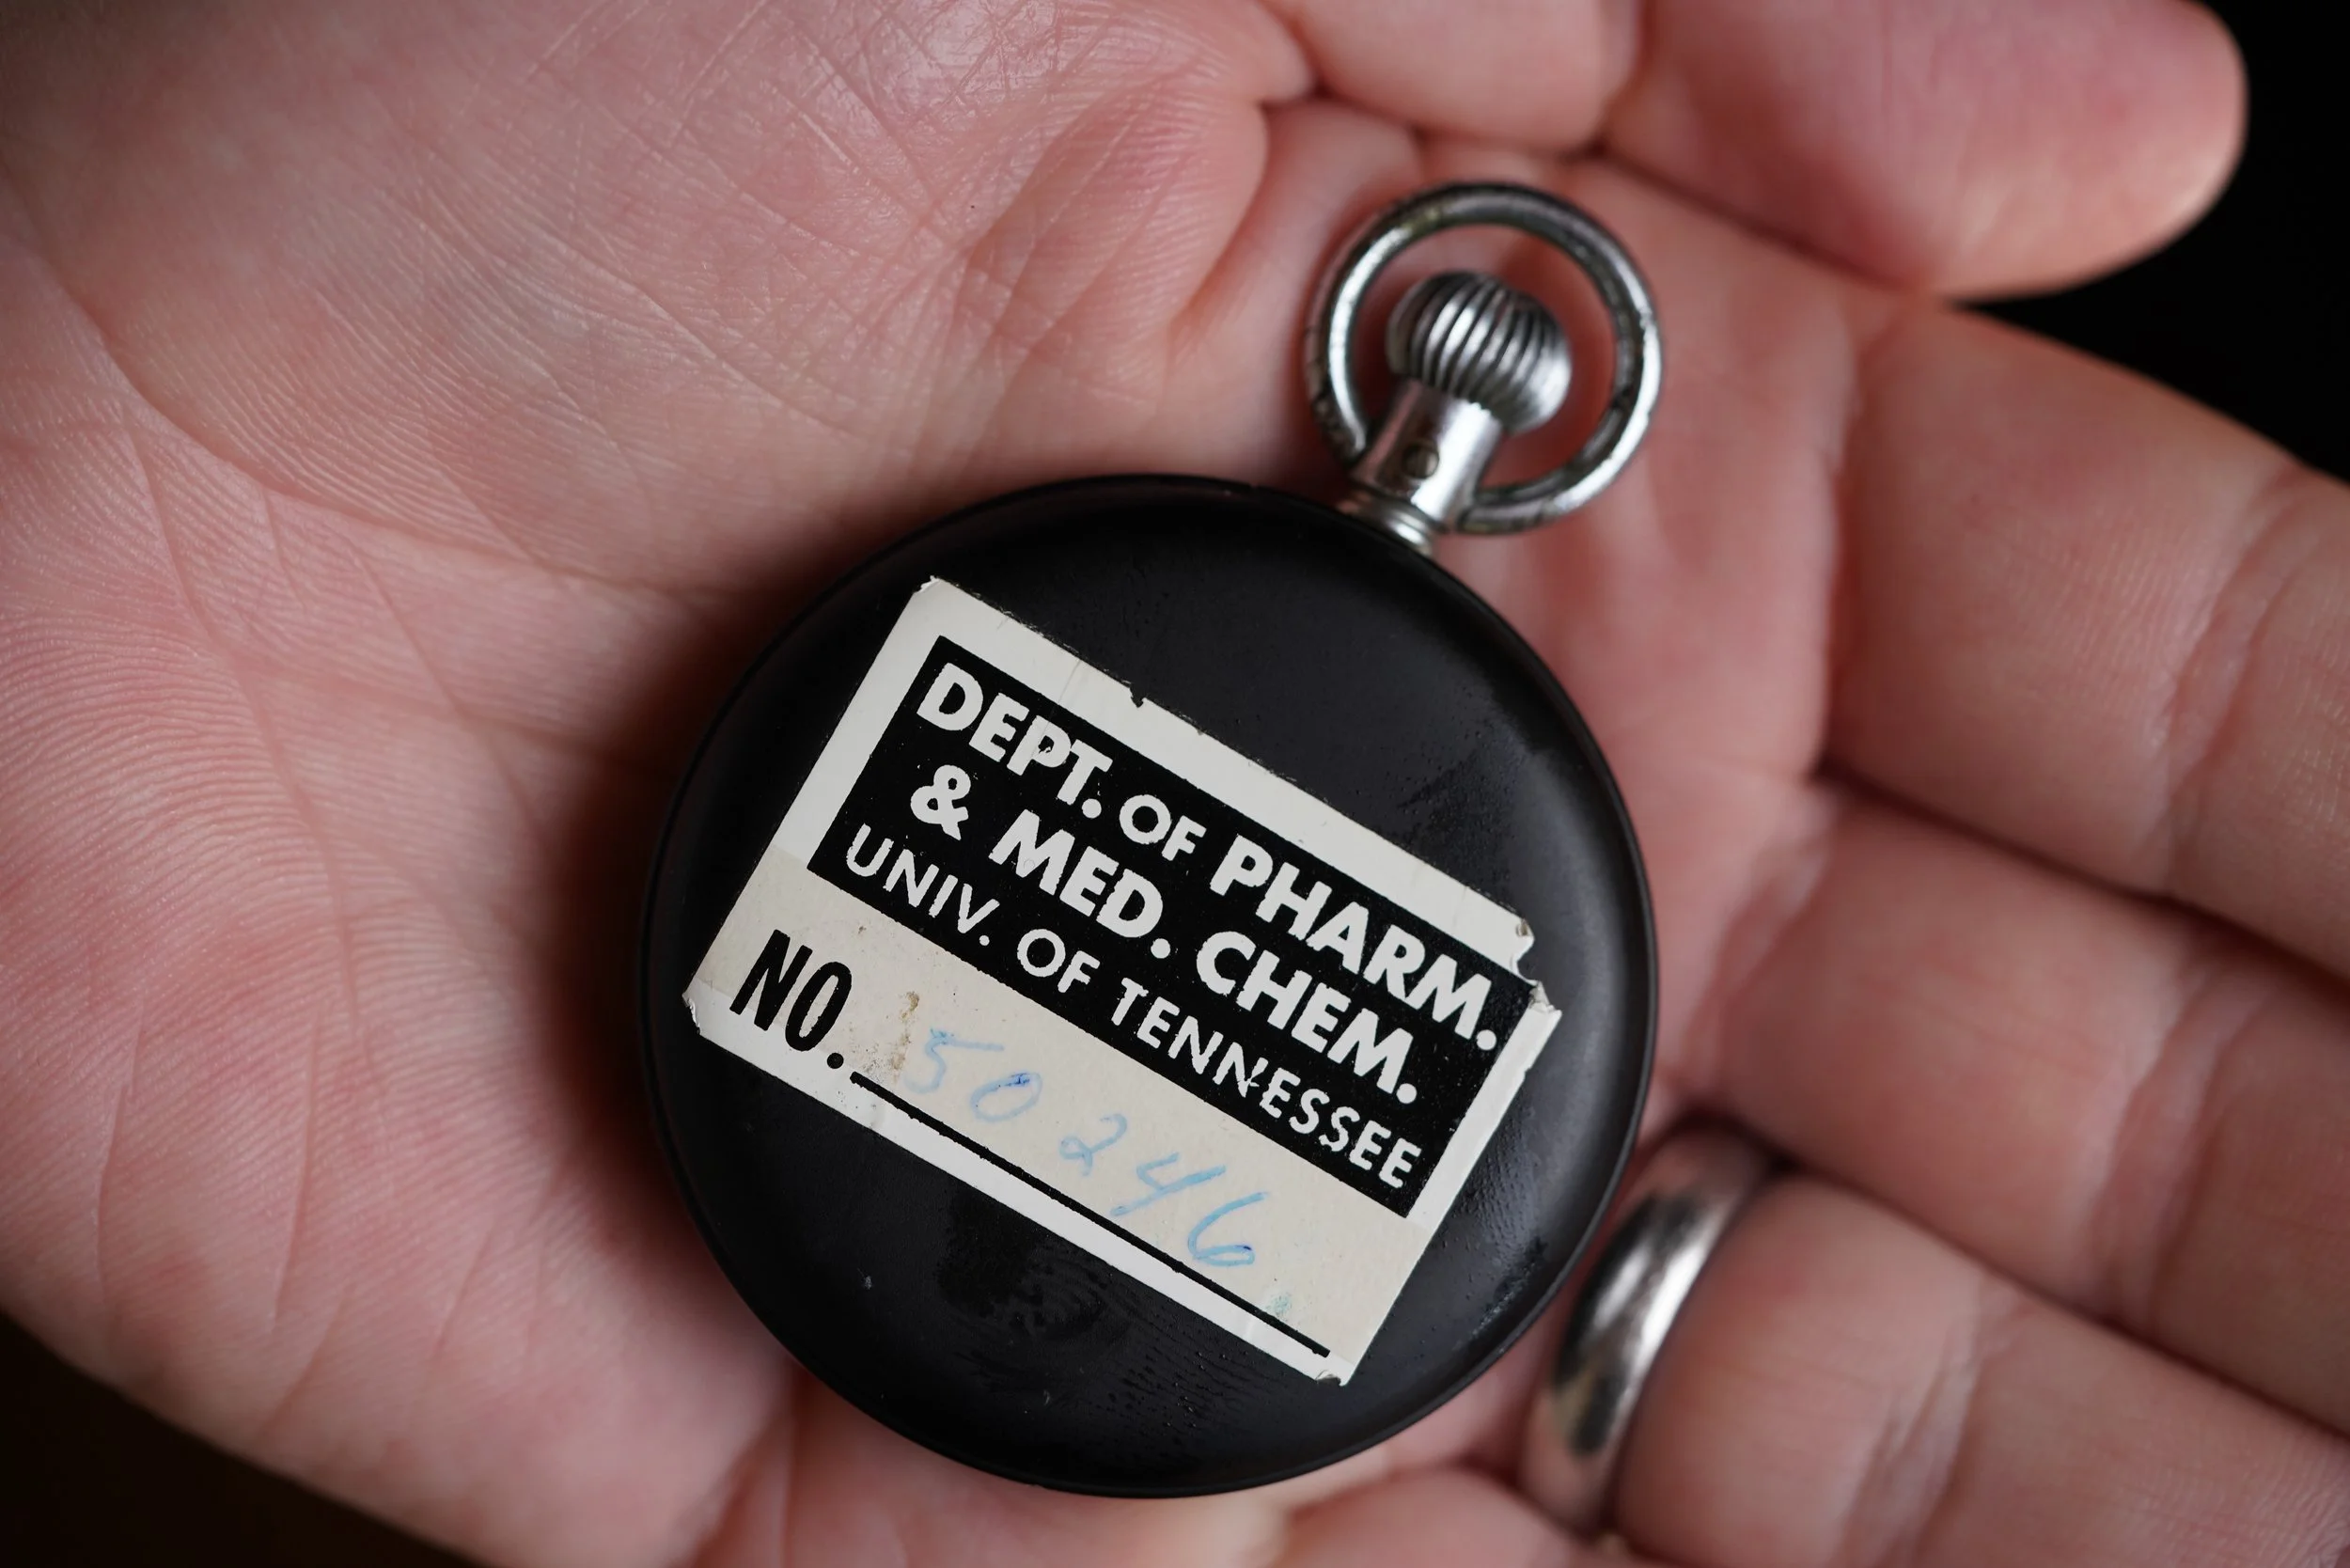 DEPT. OF PHARM.
& MED. CHEM.
UNIV. OF TENNESSEE
NO. 50246